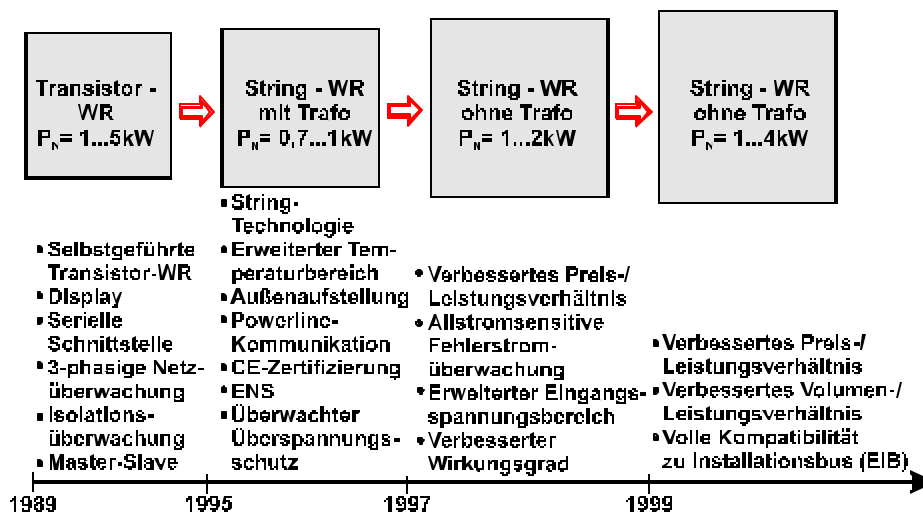 Transistor -
WR
P_N= 1...5kW
String - WR
mit Trafo
P_N= 0,7...1kW
String - WR
ohne Trafo
P_N= 1...2kW
String - WR
ohne Trafo
P_N= 1...4kW
• Selbstgeführte
Transistor-WR
• Display
• Serielle
Schnittstelle
• 3-phasige Netz-
überwachung
• Isolations-
überwachung
• Master-Slave
• String-
Technologie
• Erweiterter Tem-
peraturbereich
• Außenaufstellung
• Powerline-
Kommunikation
• CE-Zertifizierung
• ENS
• Überwachter
Überspannungs-
schutz
• Verbessertes Preis-/
Leistungsverhältnis
• Allstromsensitive
Fehlerstrom-
überwachung
• Erweiterter Eingangs-
spannungsbereich
• Verbesserter
Wirkungsgrad
• Verbessertes Preis-/
Leistungsverhältnis
• Verbessertes Volumen-/
Leistungsverhältnis
• Volle Kompatibilität
zu Installationsbus (EIB)
1989
1995
1997
1999